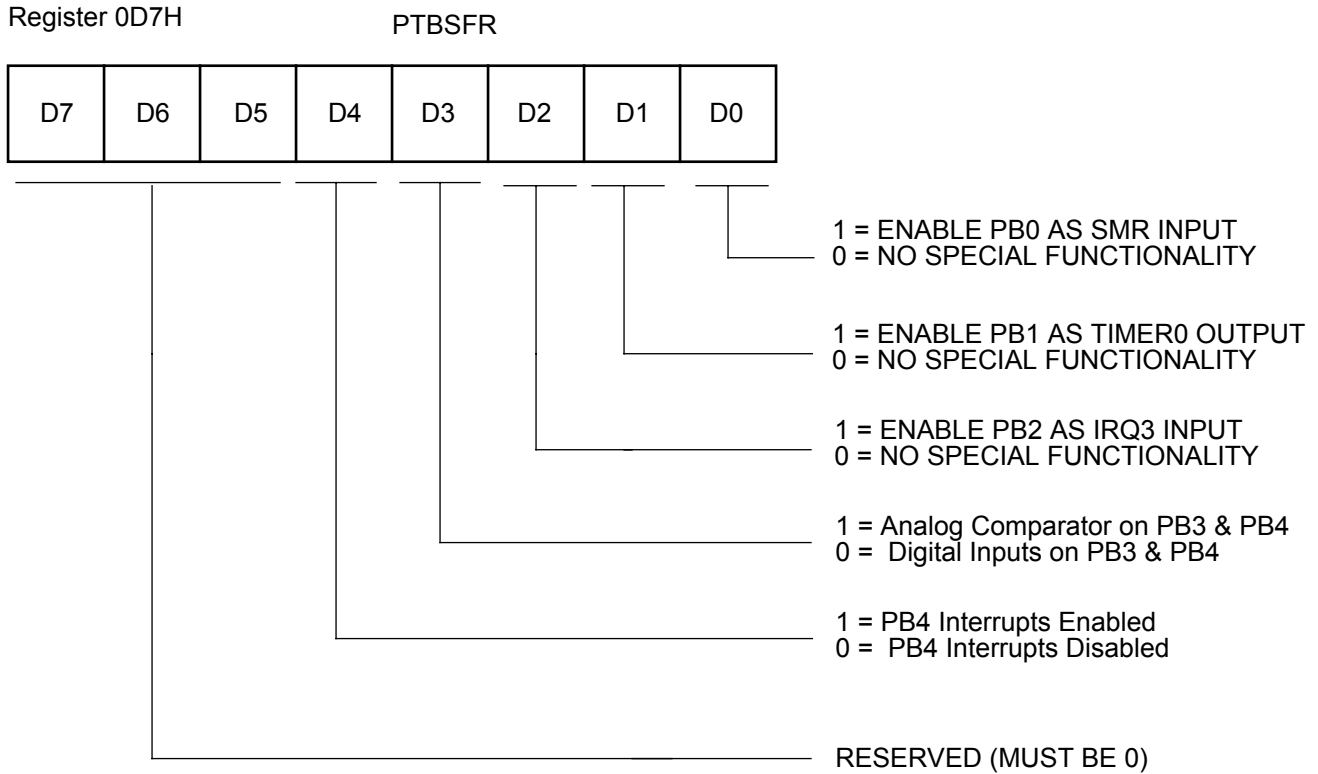 Register 0D7H
PTBSFR
D7 D6 D5 D4 D3 D2 D1 D0
1 = ENABLE PB0 AS SMR INPUT
0 = NO SPECIAL FUNCTIONALITY
1 = ENABLE PB1 AS TIMER0 OUTPUT
0 = NO SPECIAL FUNCTIONALITY
1 = ENABLE PB2 AS IRQ3 INPUT
0 = NO SPECIAL FUNCTIONALITY
1 = Analog Comparator on PB3 & PB4
0 = Digital Inputs on PB3 & PB4
1 = PB4 Interrupts Enabled
0 = PB4 Interrupts Disabled
RESERVED (MUST BE 0)